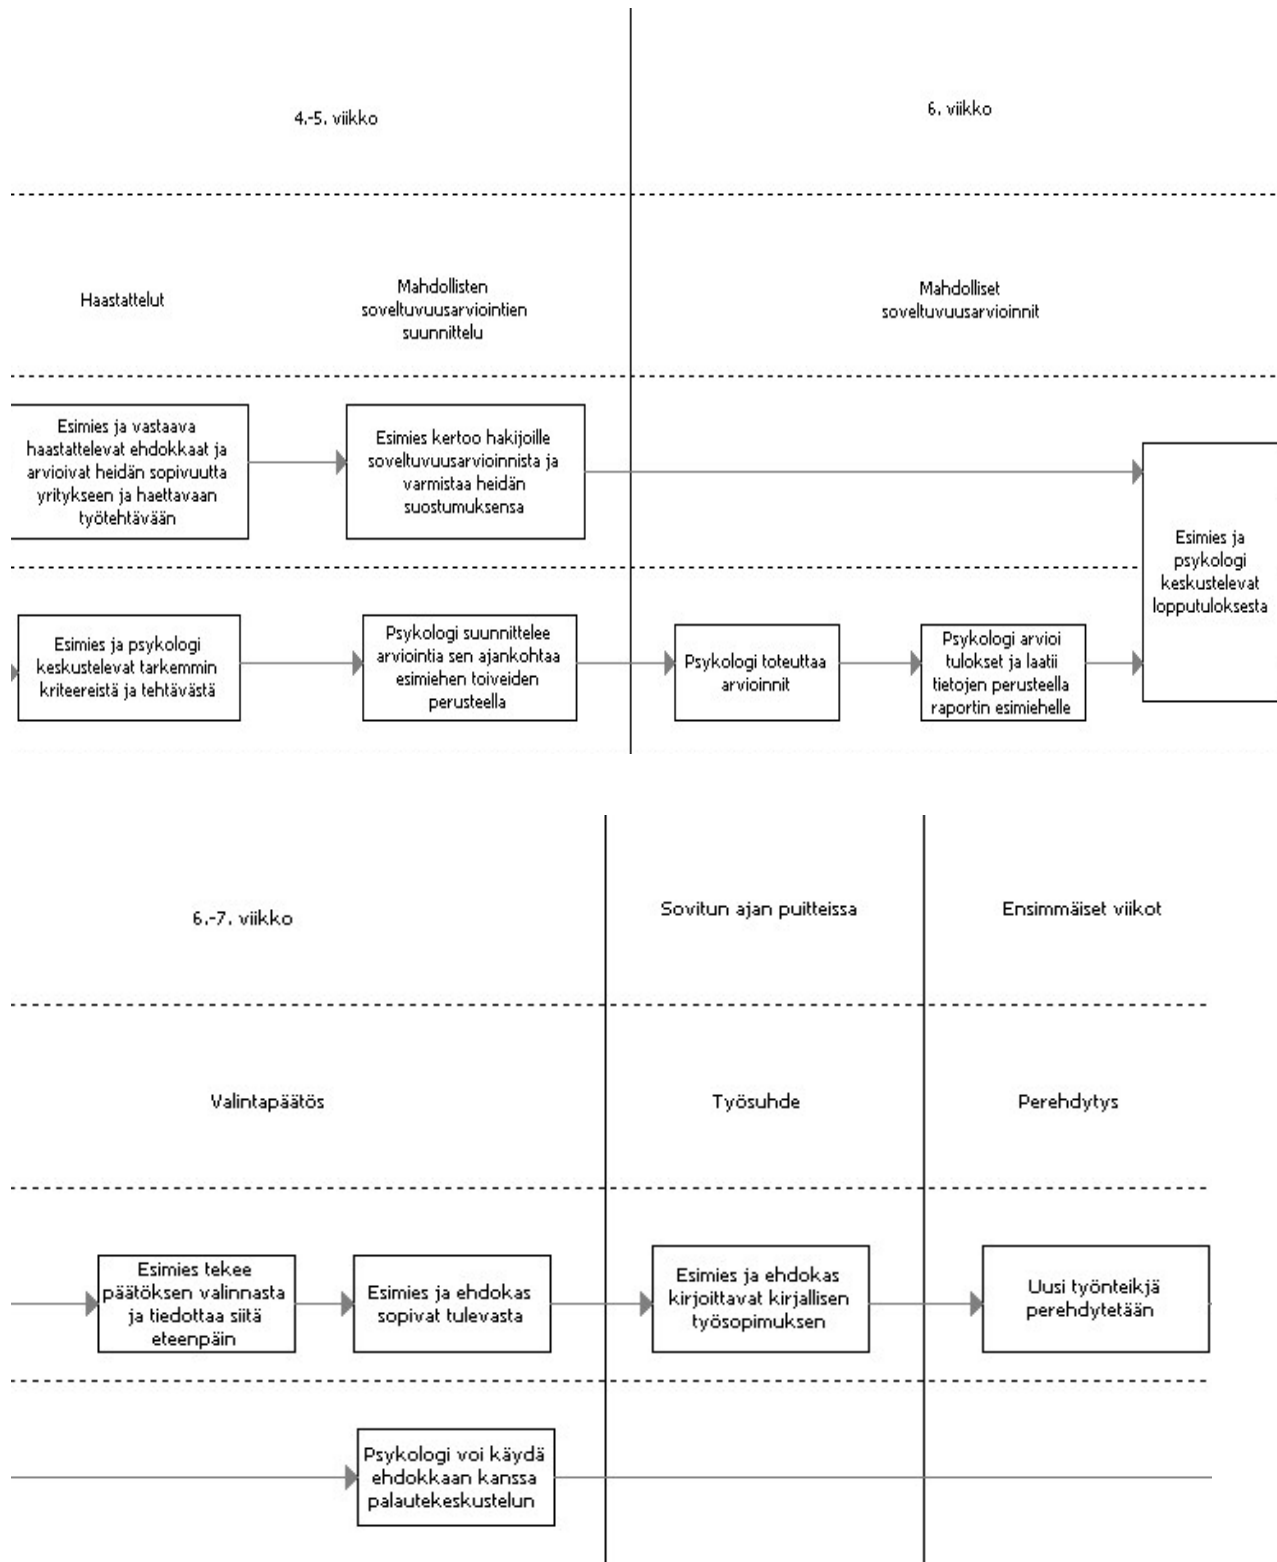 4.-5. viikko
6. viikko
Haastattelut
Mahdollisten
soveltuvuusarviointien
suunnittelu
Mahdolliset
soveltuvuusarvioinnit
Esimies ja vastaava
haastattelevat ehdokkaat ja
arvioivat heidän sopivuutta
yritykseen ja haettavaan
työtehtävään
Esimies kertoo hakijoille
soveltuvuusarvioinnista ja
varmistaa heidän
suostumuksensa
Esimies ja
psykologi
keskustelevat
lopputuloksesta
Esimies ja psykologi
keskustelevat tarkemmin
kriteereistä ja tehtävästä
Psykologi suunnittelee
arviointia sen ajankohtaa
esimiehen toiveiden
perusteella
Psykologi toteuttaa
arvioinnit
Psykologi arvioi
tulokset ja laatii
tietojen perusteella
raportin esimiehelle
6.-7. viikko
Sovitun ajan puitteissa
Ensimmäiset viikot
Valintapäätös
Työsuhde
Perehdytys
Esimies tekee
päätöksen valinnasta
ja tiedottaa siitä
eteenpäin
Esimies ja ehdokas
sopivat tulevasta
Esimies ja ehdokas
kirjoittavat kirjallisen
työsopimuksen
Uusi työnteikjä
perehdytetään
Psykologi voi käydä
ehdokkaan kanssa
palautekeskustelun